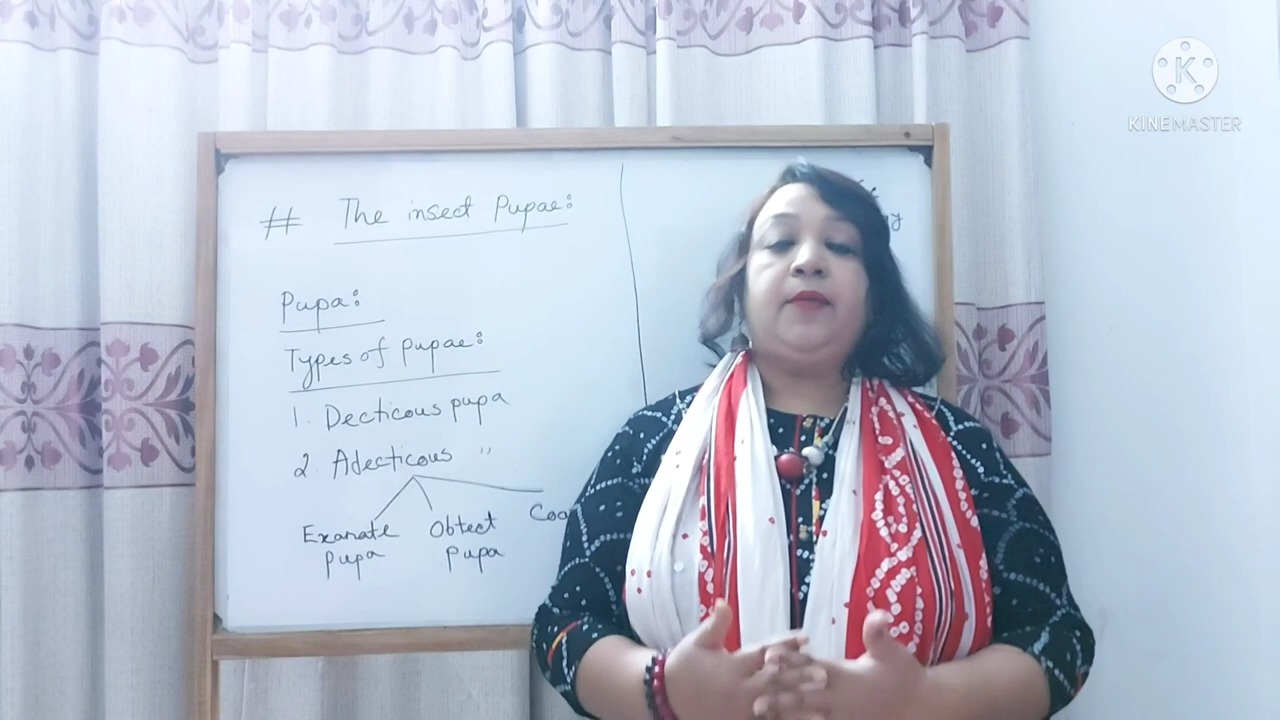 # The insect Pupae:
Pupa:
Types of pupae:
1. Decticous pupa
2. Adecticous "
Exarate Obtect
pupa pupa
KINEMASTER